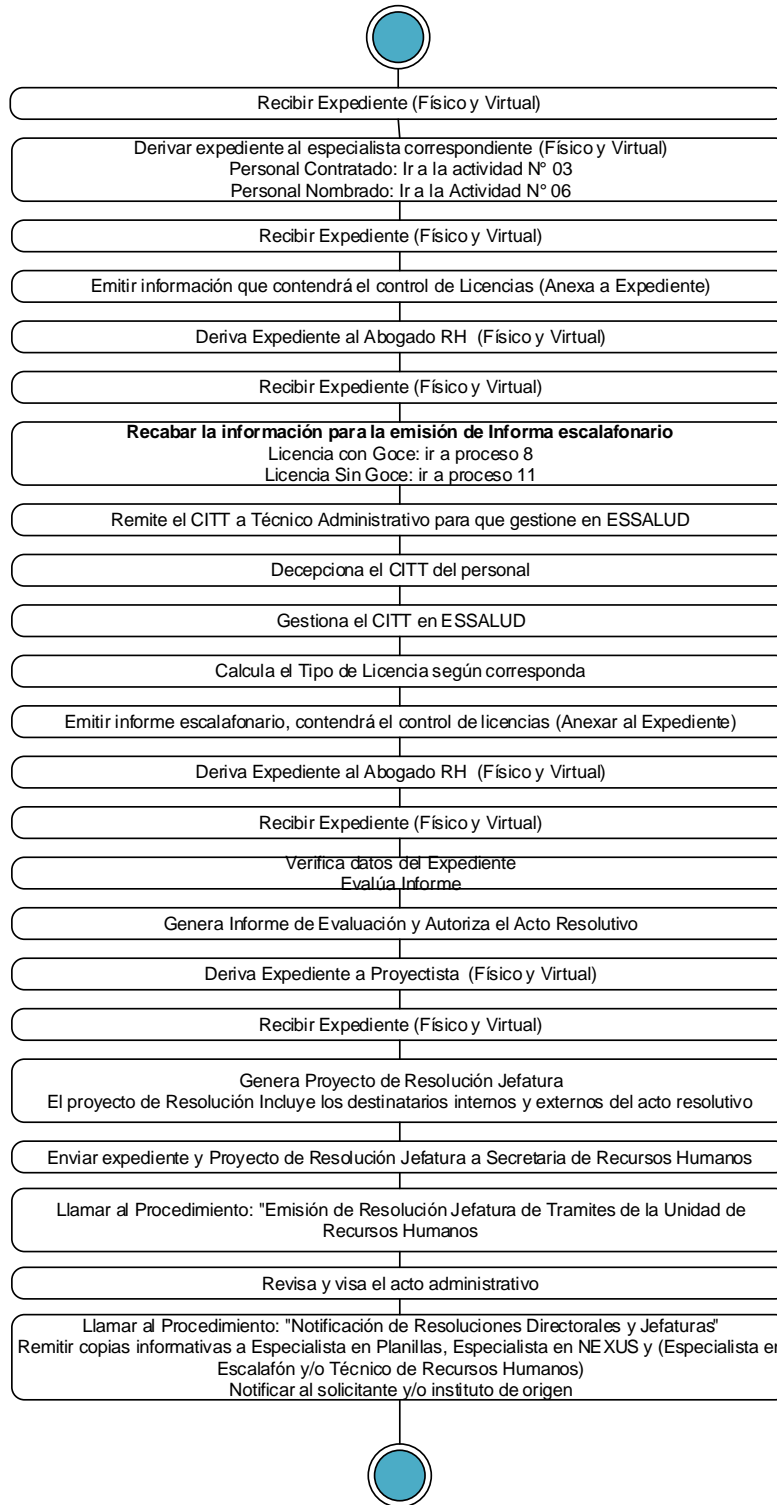 Recibir Expediente (Físico y Virtual)
Derivar expediente al especialista correspondiente (Físico y Virtual)
Personal Contratado: Ir a la actividad N° 03
Personal Nombrado: Ir a la Actividad N° 06
Recibir Expediente (Físico y Virtual)
Emitir información que contendrá el control de Licencias (Anexa a Expediente)
Deriva Expediente al Abogado RH (Físico y Virtual)
Recibir Expediente (Físico y Virtual)
Recabar la información para la emisión de Informa escalafonario
Licencia con Goce: ir a proceso 8
Licencia Sin Goce: ir a proceso 11
Remite el CITT a Técnico Administrativo para que gestione en ESSALUD
Decepciona el CITT del personal
Gestiona el CITT en ESSALUD
Calcula el Tipo de Licencia según corresponda
Emitir informe escalafonario, contendrá el control de licencias (Anexar al Expediente)
Deriva Expediente al Abogado RH (Físico y Virtual)
Recibir Expediente (Físico y Virtual)
Verifica datos del Expediente
Evalúa Informe
Genera Informe de Evaluación y Autoriza el Acto Resolutivo
Deriva Expediente a Proyectista (Físico y Virtual)
Recibir Expediente (Físico y Virtual)
Genera Proyecto de Resolución Jefatura
El proyecto de Resolución Incluye los destinatarios internos y externos del acto resolutivo
Enviar expediente y Proyecto de Resolución Jefatura a Secretaria de Recursos Humanos
Llamar al Procedimiento: "Emisión de Resolución Jefatura de Tramites de la Unidad de
Recursos Humanos
Revisa y visa el acto administrativo
Llamar al Procedimiento: "Notificación de Resoluciones Directorales y Jefaturas"
Remitir copias informativas a Especialista en Planillas, Especialista en NEXUS y (Especialista en
Escalafón y/o Técnico de Recursos Humanos)
Notificar al solicitante y/o instituto de origen